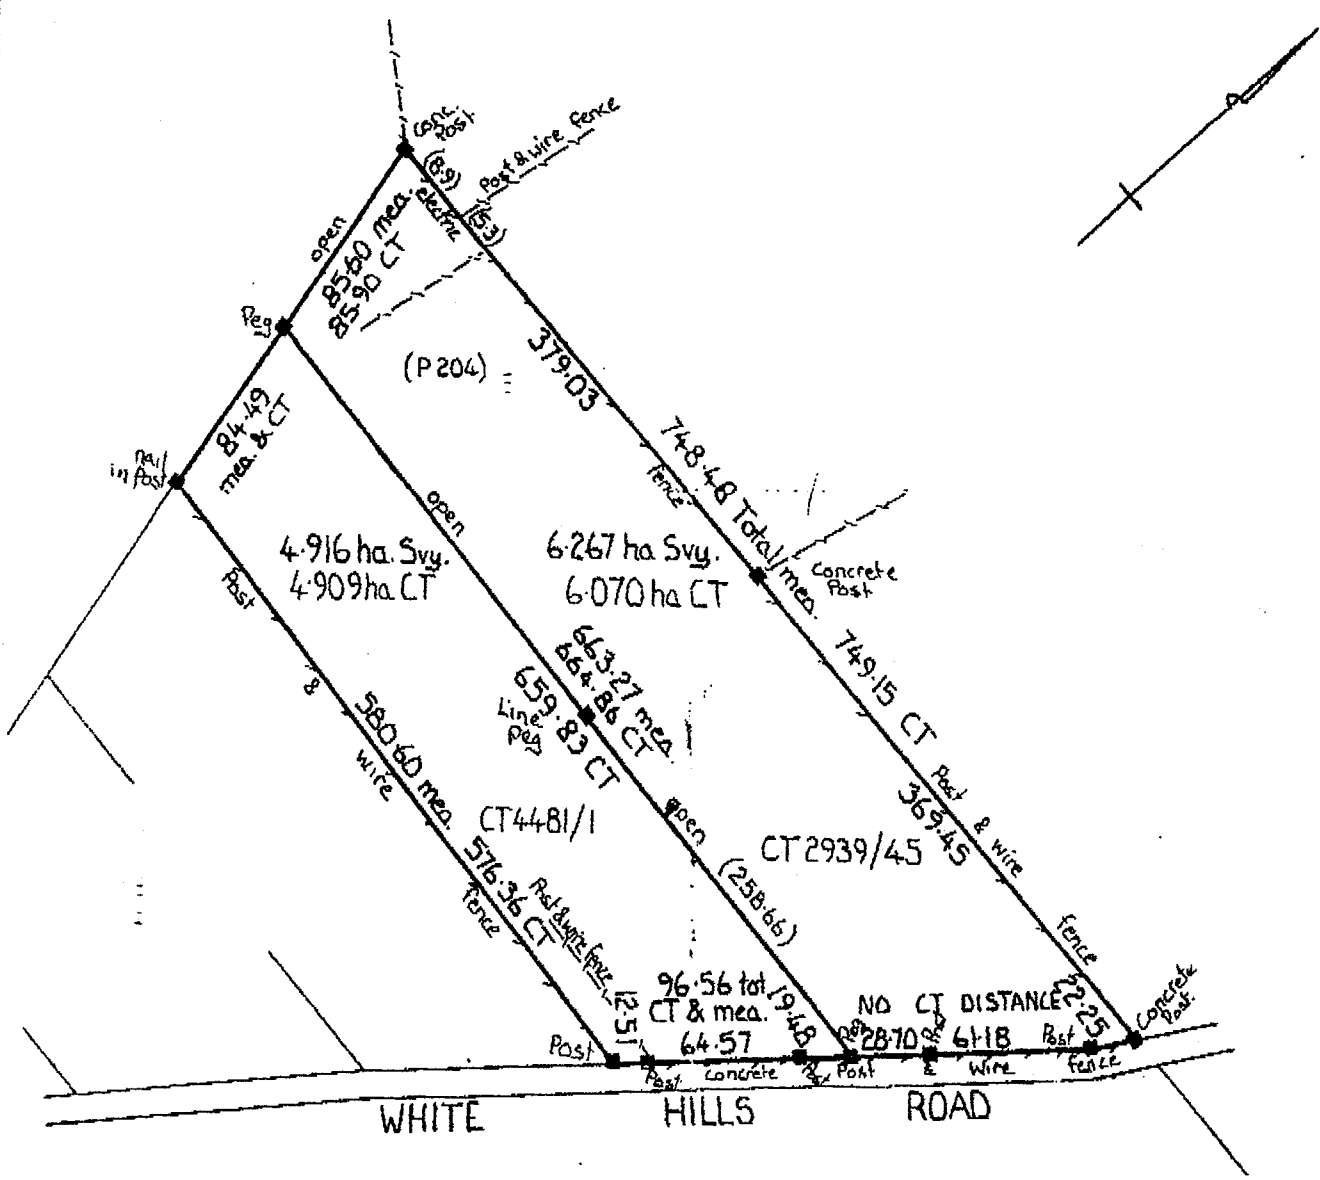 Conc.
Post.
(8.9)
electric
Post & wire fence
(15.3)
open
85.60 mea.
85.90 CT
Peg
(P204)
379.03
84.49
mea. & CT
nail
in Post
open
748.48 Total mea.
fence
4.916 ha. Svy.
4.909 ha CT
6.267 ha Svy.
6.070 ha CT
Concrete
Post
Post
&
wire
fence
580.60 mea.
576.36 CT
663.27 mea.
664.86 CT
659.83 CT
Line
Peg
749.15 CT
369.45
Post & wire
fence
CT4481/1
open
CT2939/45
(258.66)
Post & wire fence
12.51
96.56 tot.
CT & mea.
64.57
19.48
NO CT DISTANCE
28.70
61.18
22.25
Concrete
Post.
Post
Post
Concrete
Post
Post
&
Wire
Post
fence
WHITE HILLS ROAD